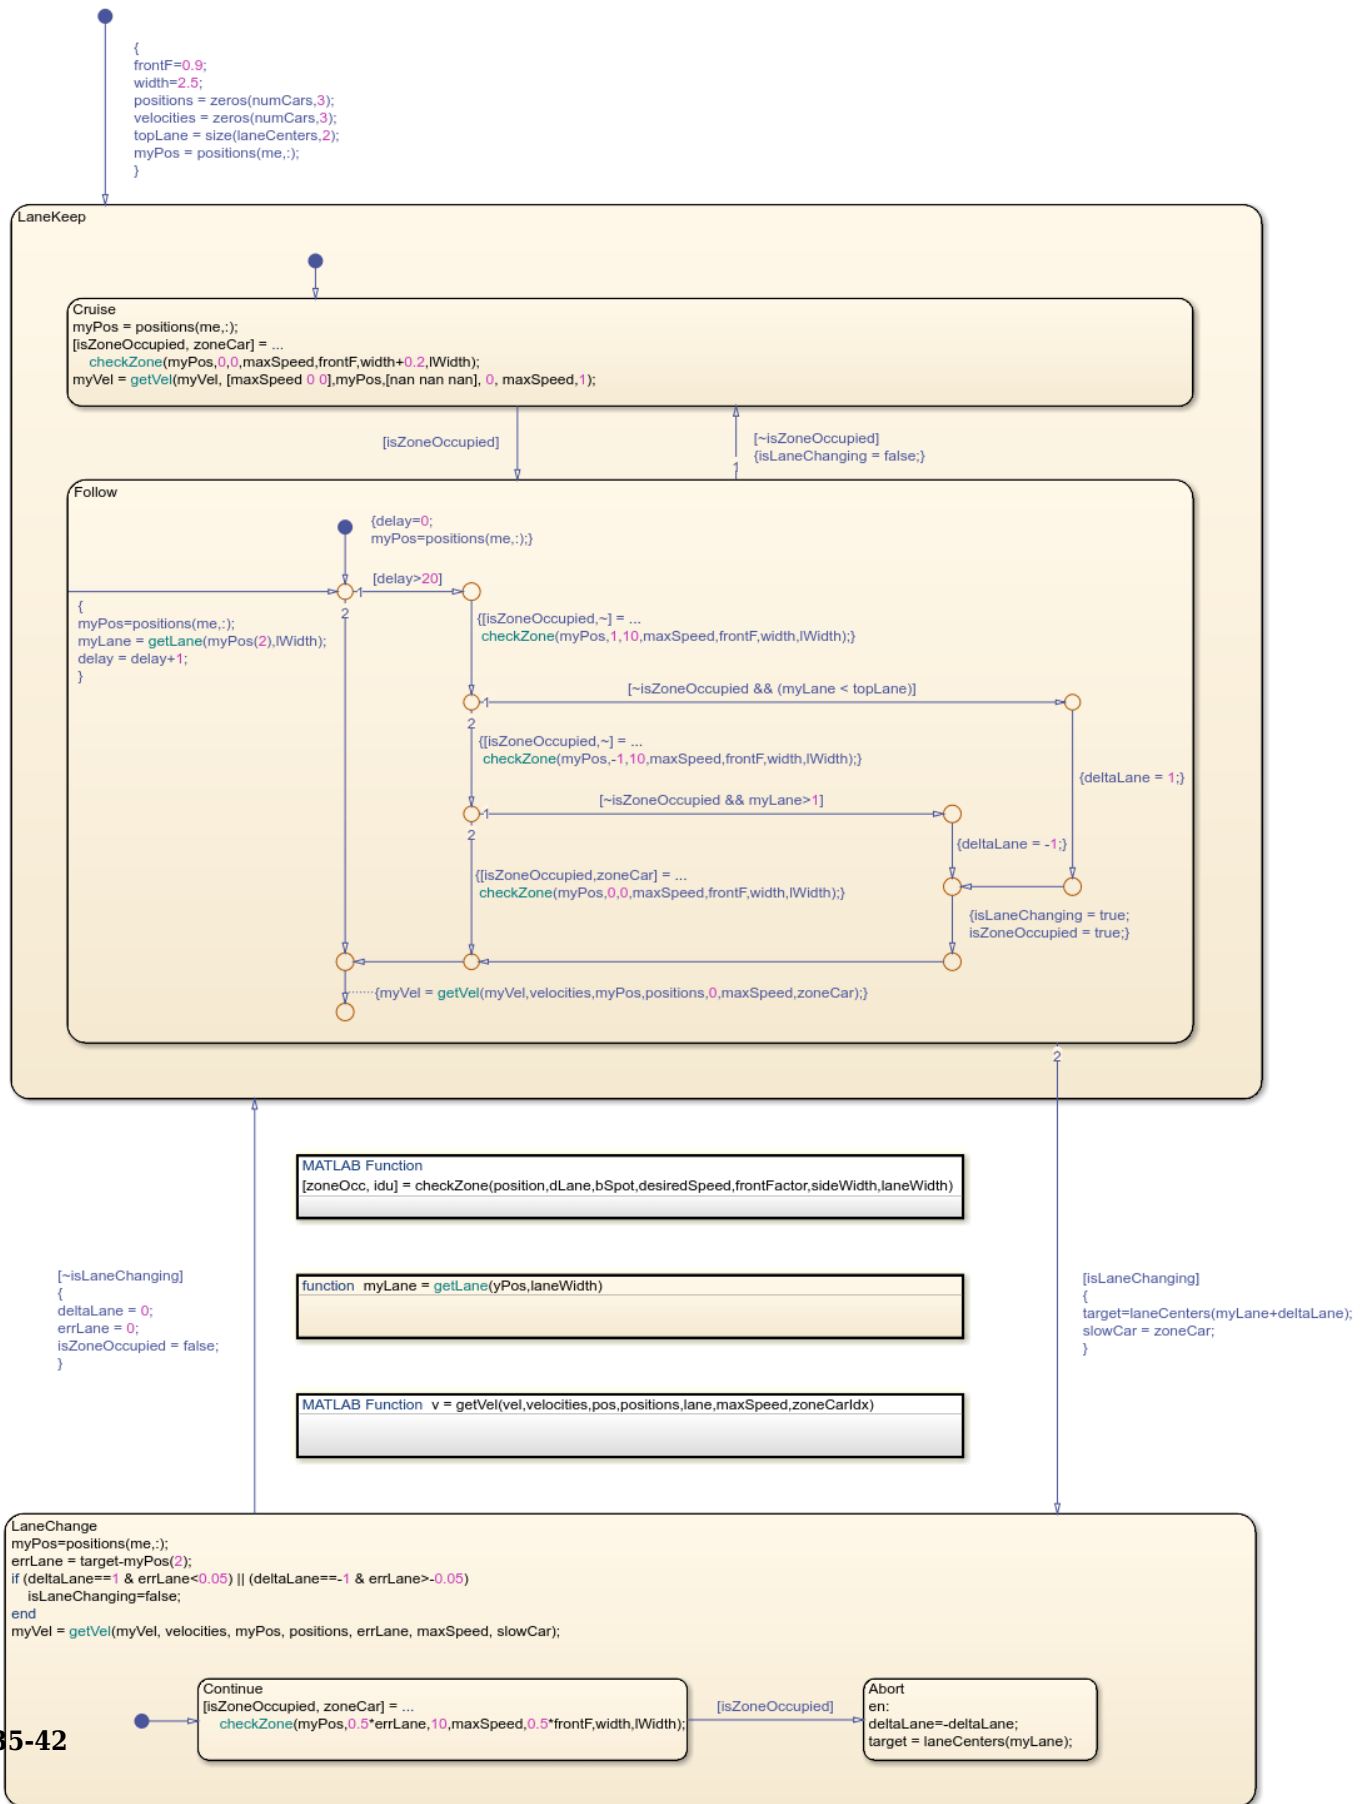 {
frontF=0.9;
width=2.5;
positions = zeros(numCars,3);
velocities = zeros(numCars,3);
topLane = size(laneCenters,2);
myPos = positions(me,:);
}
LaneKeep
Cruise
myPos = positions(me,:);
[isZoneOccupied, zoneCar] = ...
checkZone(myPos,0,0,maxSpeed,frontF,width+0.2,lWidth);
myVel = getVel(myVel, [maxSpeed 0 0],myPos,[nan nan nan], 0, maxSpeed,1);
[isZoneOccupied]
[~isZoneOccupied]
{isLaneChanging = false;}
1
Follow
{delay=0;
myPos=positions(me,:);}
[delay>20]
1
2
{
myPos=positions(me,:);
myLane = getLane(myPos(2),lWidth);
delay = delay+1;
}
{[isZoneOccupied,~] = ...
checkZone(myPos,1,10,maxSpeed,frontF,width,lWidth);}
[~isZoneOccupied && (myLane < topLane)]
1
2
{[isZoneOccupied,~] = ...
checkZone(myPos,-1,10,maxSpeed,frontF,width,lWidth);}
{deltaLane = 1;}
[~isZoneOccupied && myLane>1]
1
2
{deltaLane = -1;}
{[isZoneOccupied,zoneCar] = ...
checkZone(myPos,0,0,maxSpeed,frontF,width,lWidth);}
{isLaneChanging = true;
isZoneOccupied = true;}
{myVel = getVel(myVel,velocities,myPos,positions,0,maxSpeed,zoneCar);}
2
MATLAB Function
[zoneOcc, idu] = checkZone(position,dLane,bSpot,desiredSpeed,frontFactor,sideWidth,laneWidth)
[~isLaneChanging]
{
deltaLane = 0;
errLane = 0;
isZoneOccupied = false;
}
function myLane = getLane(yPos,laneWidth)
[isLaneChanging]
{
target=laneCenters(myLane+deltaLane);
slowCar = zoneCar;
}
MATLAB Function v = getVel(vel,velocities,pos,positions,lane,maxSpeed,zoneCarIdx)
LaneChange
myPos=positions(me,:);
errLane = target-myPos(2);
if (deltaLane==1 & errLane<0.05) || (deltaLane==-1 & errLane>-0.05)
isLaneChanging=false;
end
myVel = getVel(myVel, velocities, myPos, positions, errLane, maxSpeed, slowCar);
Continue
[isZoneOccupied, zoneCar] = ...
checkZone(myPos,0.5*errLane,10,maxSpeed,0.5*frontF,width,lWidth);
[isZoneOccupied]
Abort
en:
deltaLane=-deltaLane;
target = laneCenters(myLane);
35-42